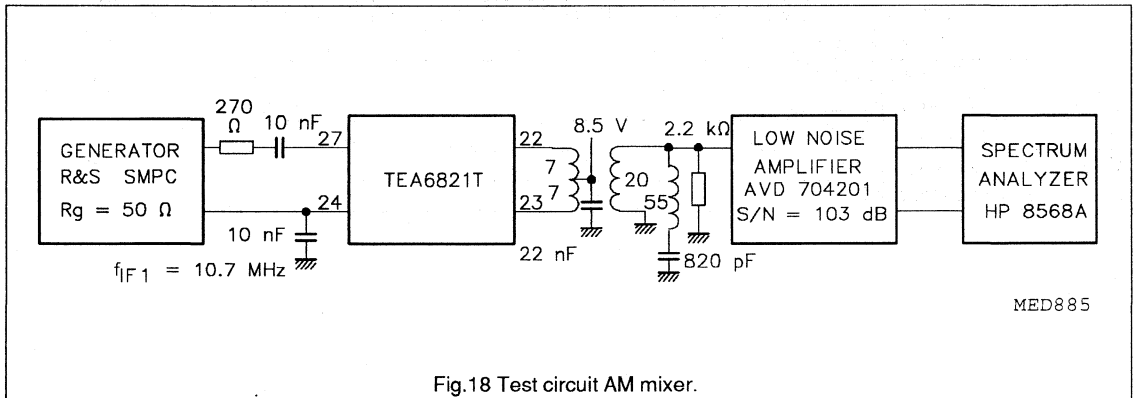 GENERATOR
R&S SMPC
Rg = 50 Ω
270
Ω
10 nF
27
24
10 nF
fIF1 = 10.7 MHz
TEA6821T
22
23
7
7
8.5 V
22 nF
20
55
2.2 kΩ
820 pF
LOW NOISE
AMPLIFIER
AVD 704201
S/N = 103 dB
SPECTRUM
ANALYZER
HP 8568A
MED885
Fig.18 Test circuit AM mixer.